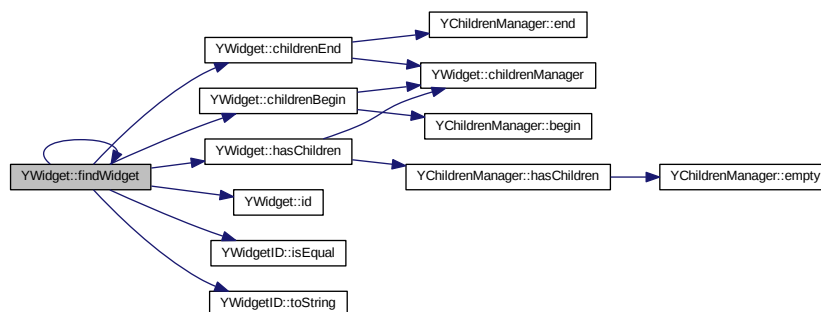 YChildrenManager::end
YWidget::childrenEnd
YWidget::childrenManager
YWidget::childrenBegin
YChildrenManager::begin
YWidget::hasChildren
YWidget::findWidget
YChildrenManager::hasChildren
YChildrenManager::empty
YWidget::id
YWidgetID::isEqual
YWidgetID::toString